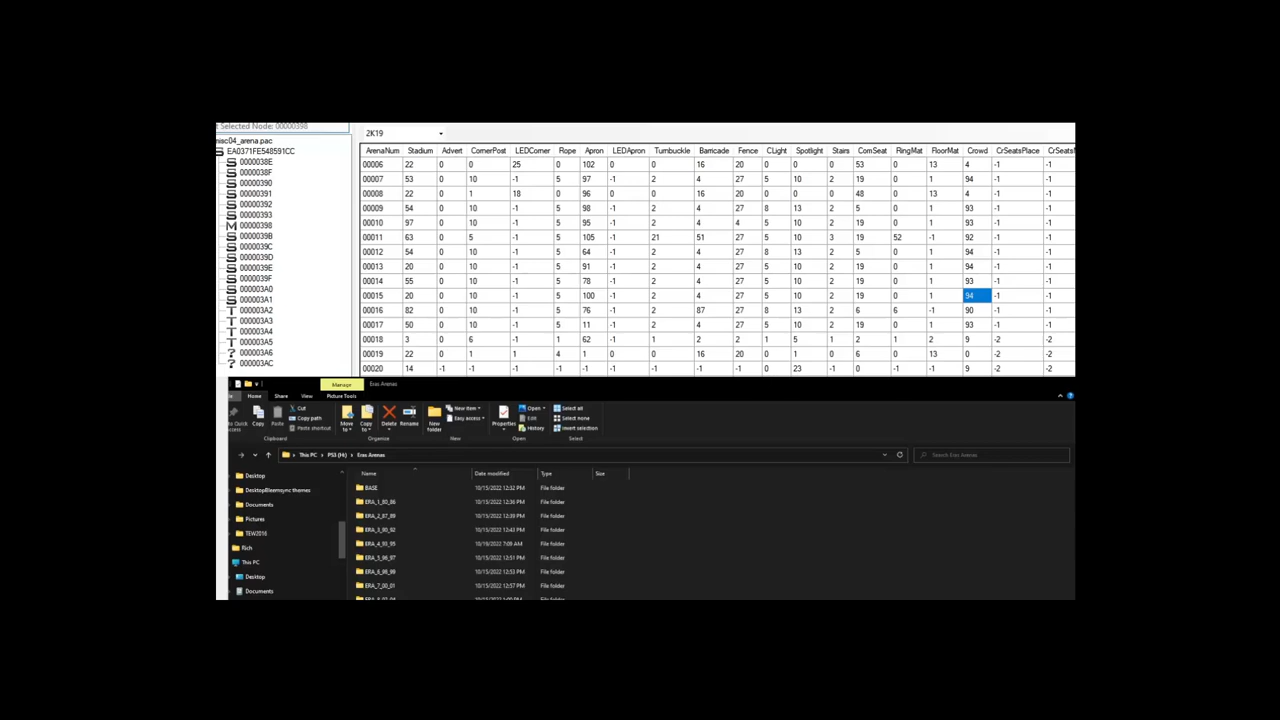 st Selected Node: 00000398
2K19
misc04_arena.pac
EA0371FE548591CC
0000038E
0000038F
00000390
00000391
00000392
00000393
00000398
0000039B
0000039C
0000039D
0000039E
0000039F
000003A0
000003A1
000003A2
000003A3
000003A4
000003A5
000003A6
000003AC
ArenaNum Stadium Advert CornerPost LEDCorner Rope Apron LEDApron Turnbuckle Barricade Fence CLight Spotlight Stairs ComSeat RingMat FloorMat Crowd CrSeatsPlace CrSeats
00006 22 0 0 25 0 102 0 0 16 20 0 0 0 53 0 13 4 -1 -1
00007 53 0 10 -1 5 97 -1 2 4 27 5 10 2 19 0 1 94 -1 -1
00008 22 0 1 18 0 96 0 0 16 20 0 0 0 48 0 13 4 -1 -1
00009 54 0 10 -1 5 98 -1 2 4 27 8 13 2 5 0 1 93 -1 -1
00010 97 0 10 -1 5 95 -1 2 4 4 5 10 2 19 0 1 93 -1 -1
00011 63 0 5 -1 5 105 -1 21 51 27 5 10 3 19 52 -1 92 -1 -1
00012 54 0 10 -1 5 64 -1 2 4 27 8 13 2 5 0 1 94 -1 -1
00013 20 0 10 -1 5 91 -1 2 4 27 5 10 2 19 0 1 94 -1 -1
00014 55 0 10 -1 5 78 -1 2 4 27 5 10 2 19 0 1 93 -1 -1
00015 20 0 10 -1 5 100 -1 2 4 27 5 10 2 19 0 1 94 -1 -1
00016 82 0 10 -1 5 76 -1 2 87 27 8 13 2 6 6 -1 90 -1 -1
00017 50 0 10 -1 5 11 -1 2 4 27 5 10 2 19 0 1 93 -1 -1
00018 3 0 6 -1 1 62 -1 2 2 2 1 5 1 2 1 2 9 -2 -2
00019 22 0 1 1 4 1 0 0 16 20 0 1 0 6 0 13 0 -2 -2
00020 14 -1 -1 -1 -1 -1 -1 -1 -1 -1 -1 23 -1 0 -1 -1 9 -2 -2
Manage Eras Arenas
Home Share View Picture Tools
Copy Paste Cut Copy path Paste shortcut Move to Copy to Delete Rename New folder New item Easy access Properties Open Edit History Select all Select none Invert selection
Clipboard Organize New Open Select
This PC PS3 (H:) Eras Arenas Search Eras Arenas
Name Date modified Type Size
Desktop
DesktopBleemsync themes
Documents
Pictures
TEW2016
Rich
This PC
Desktop
Documents
BASE 10/15/2022 12:32 PM File folder
ERA_1_80_86 10/15/2022 12:36 PM File folder
ERA_2_87_89 10/15/2022 12:39 PM File folder
ERA_3_90_92 10/15/2022 12:43 PM File folder
ERA_4_93_95 10/16/2022 7:09 AM File folder
ERA_5_96_97 10/15/2022 12:51 PM File folder
ERA_6_98_99 10/15/2022 12:53 PM File folder
ERA_7_00_01 10/15/2022 12:57 PM File folder